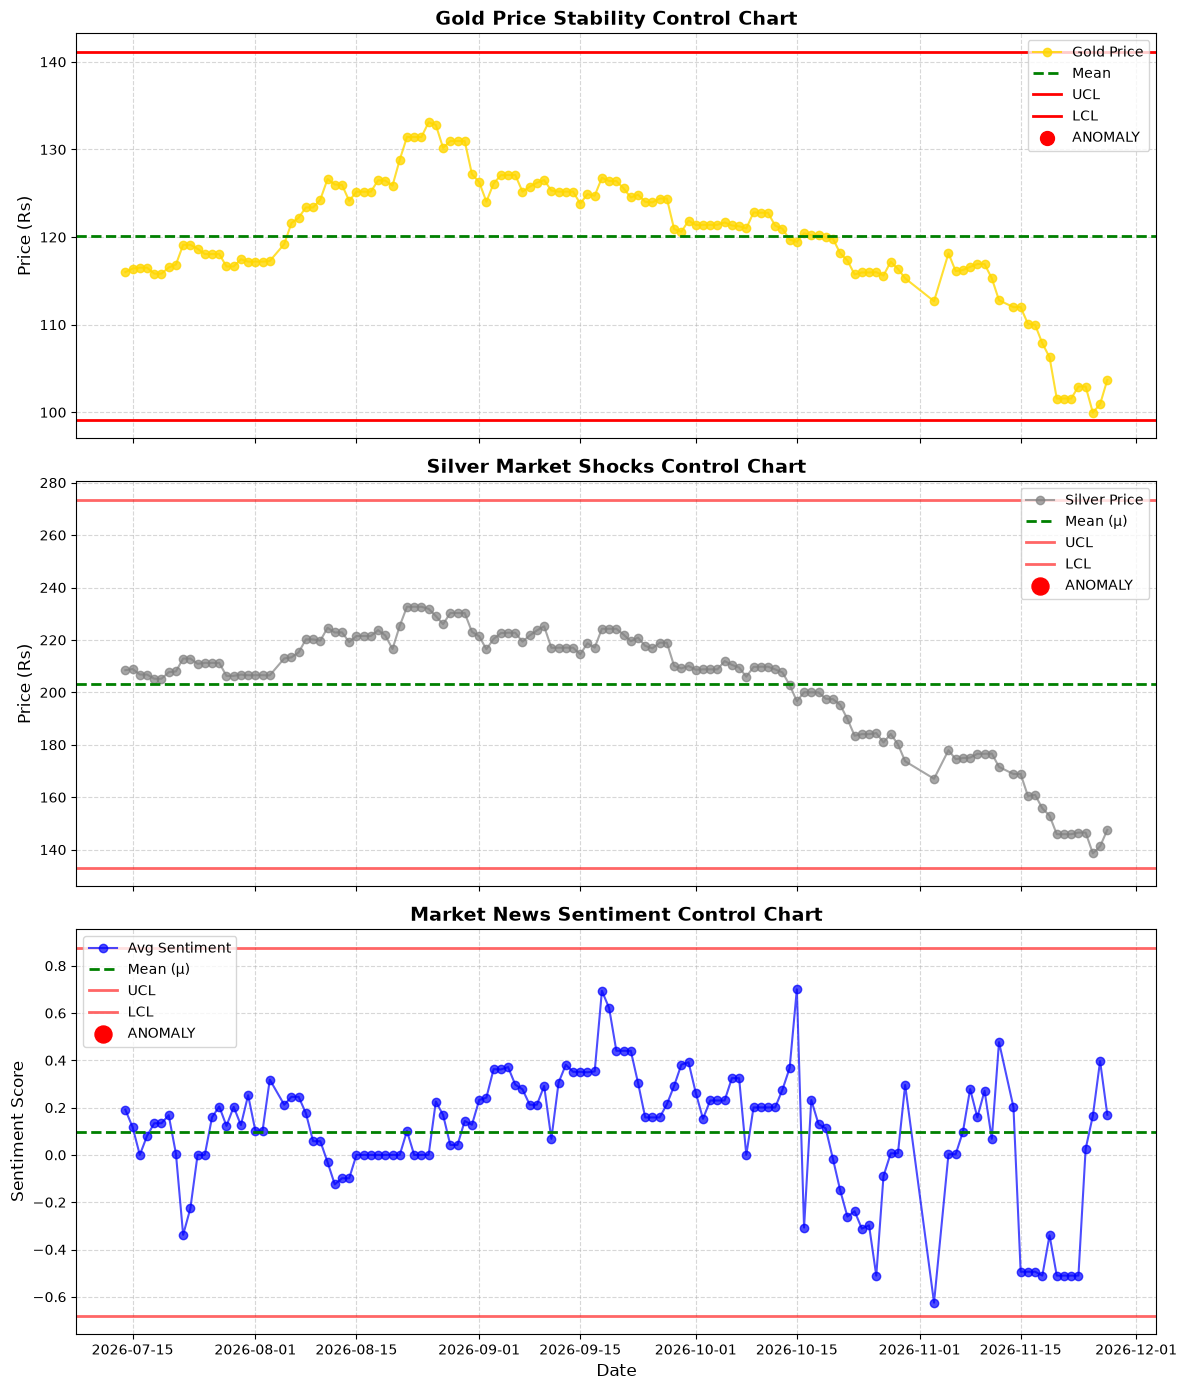 Gold Price Stability Control Chart
Price (Rs)
140
130
120
110
100
Gold Price
Mean
UCL
LCL
ANOMALY
Silver Market Shocks Control Chart
Price (Rs)
280
260
240
220
200
180
160
140
Silver Price
Mean (μ)
UCL
LCL
ANOMALY
Market News Sentiment Control Chart
Sentiment Score
0.8
0.6
0.4
0.2
0.0
−0.2
−0.4
−0.6
Avg Sentiment
Mean (μ)
UCL
LCL
ANOMALY
2026-07-15 2026-08-01 2026-08-15 2026-09-01 2026-09-15 2026-10-01 2026-10-15 2026-11-01 2026-11-15 2026-12-01
Date